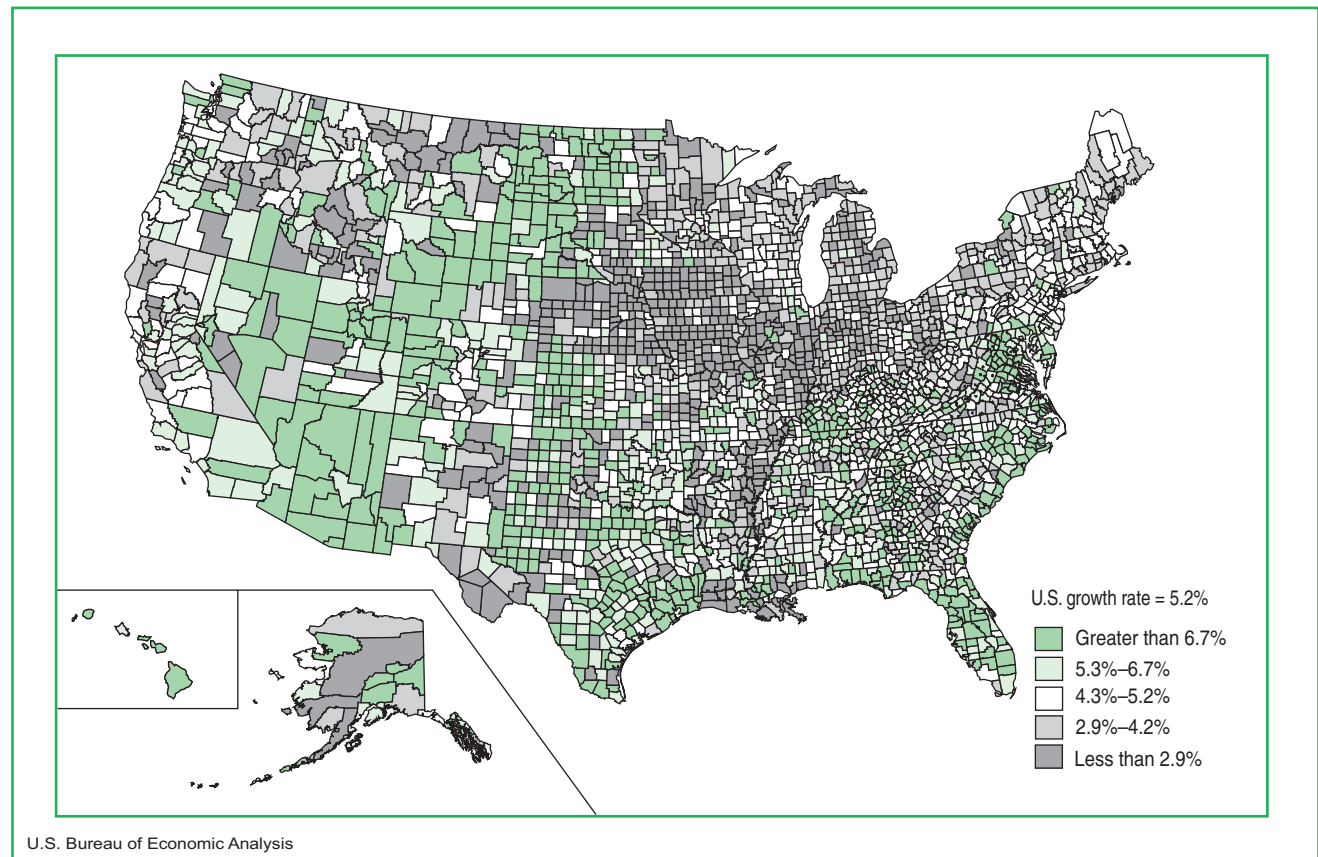 U.S. growth rate = 5.2%
Greater than 6.7%
5.3%–6.7%
4.3%–5.2%
2.9%–4.2%
Less than 2.9%
U.S. Bureau of Economic Analysis